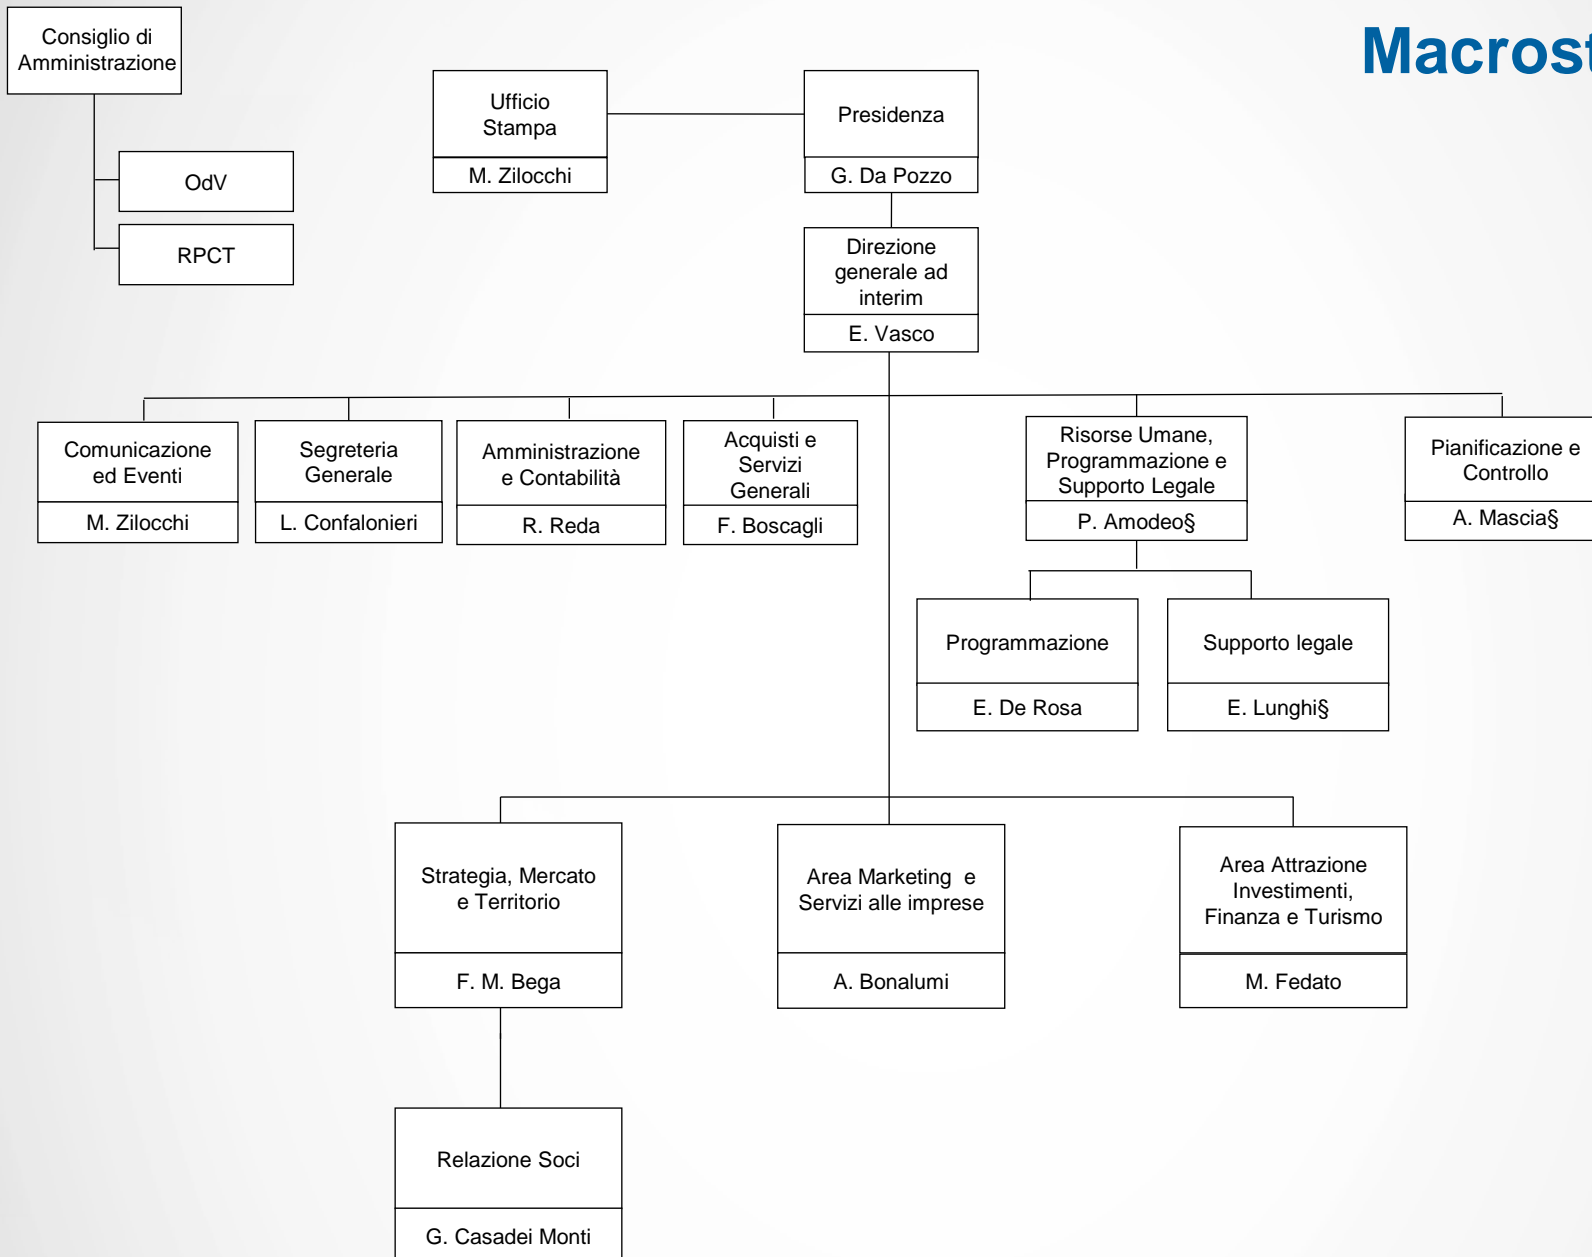 Consiglio di
Amministrazione
Macrost
Ufficio
Stampa
M. Zilocchi
Presidenza
G. Da Pozzo
OdV
RPCT
Direzione
generale ad
interim
E. Vasco
Comunicazione
ed Eventi
M. Zilocchi
Segreteria
Generale
L. Confalonieri
Amministrazione
e Contabilità
R. Reda
Acquisti e
Servizi
Generali
F. Boscagli
Risorse Umane,
Programmazione e
Supporto Legale
P. Amodeo§
Pianificazione e
Controllo
A. Mascia§
Programmazione
E. De Rosa
Supporto legale
E. Lunghi§
Strategia, Mercato
e Territorio
F. M. Bega
Area Marketing e
Servizi alle imprese
A. Bonalumi
Area Attrazione
Investimenti,
Finanza e Turismo
M. Fedato
Relazione Soci
G. Casadei Monti